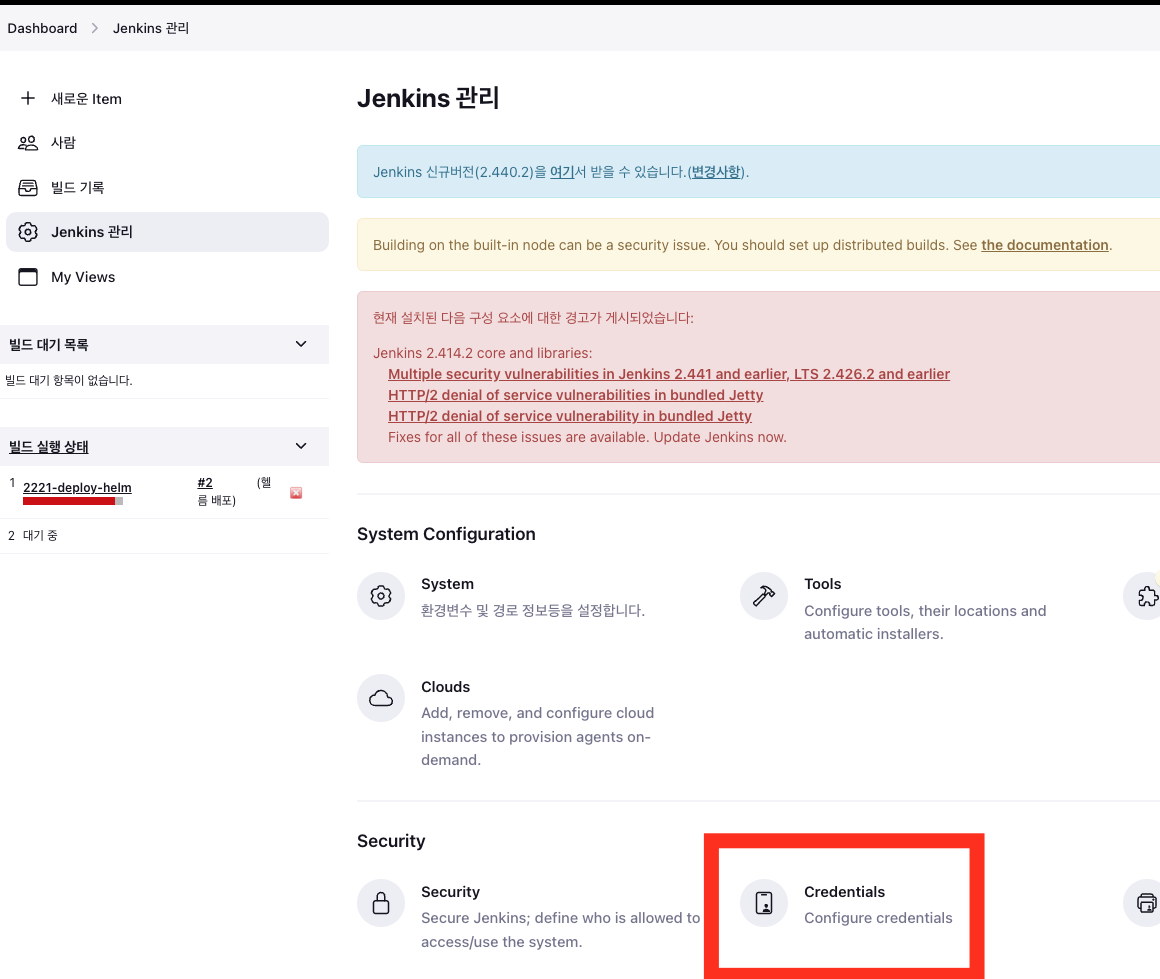 Dashboard > Jenkins 관리
새로운 Item
사람
빌드 기록
Jenkins 관리
My Views
빌드 대기 목록
빌드 대기 항목이 없습니다.
빌드 실행 상태
1 2221-deploy-helm #2 (헬
름 배포)
2 대기 중
Jenkins 관리
Jenkins 신규버전(2.440.2)을 여기서 받을 수 있습니다.(변경사항).
Building on the built-in node can be a security issue. You should set up distributed builds. See the documentation.
현재 설치된 다음 구성 요소에 대한 경고가 게시되었습니다:
Jenkins 2.414.2 core and libraries:
Multiple security vulnerabilities in Jenkins 2.441 and earlier, LTS 2.426.2 and earlier
HTTP/2 denial of service vulnerabilities in bundled Jetty
HTTP/2 denial of service vulnerability in bundled Jetty
Fixes for all of these issues are available. Update Jenkins now.
System Configuration
System
환경변수 및 경로 정보등을 설정합니다.
Tools
Configure tools, their locations and
automatic installers.
Clouds
Add, remove, and configure cloud
instances to provision agents on-
demand.
Security
Security
Secure Jenkins; define who is allowed to
access/use the system.
Credentials
Configure credentials